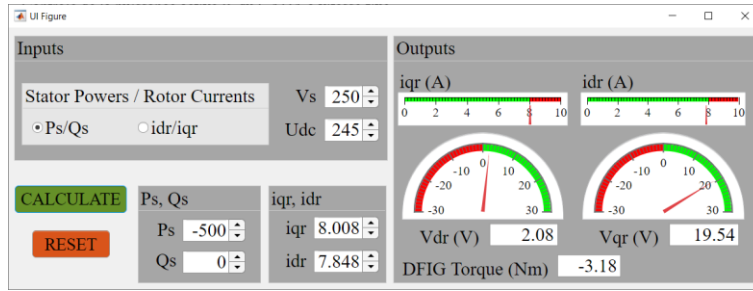 UI Figure
Inputs
Stator Powers / Rotor Currents
Ps/Qs idr/iqr
Vs 250
Udc 245
CALCULATE
RESET
Ps, Qs
Ps -500
Qs 0
iqr, idr
iqr 8.008
idr 7.848
Outputs
iqr (A)
0 2 4 6 8 10
idr (A)
0 2 4 6 8 10
-30 -20 -10 0 10 20 30
Vdr (V) 2.08
-30 -20 -10 0 10 20 30
Vqr (V) 19.54
DFIG Torque (Nm) -3.18